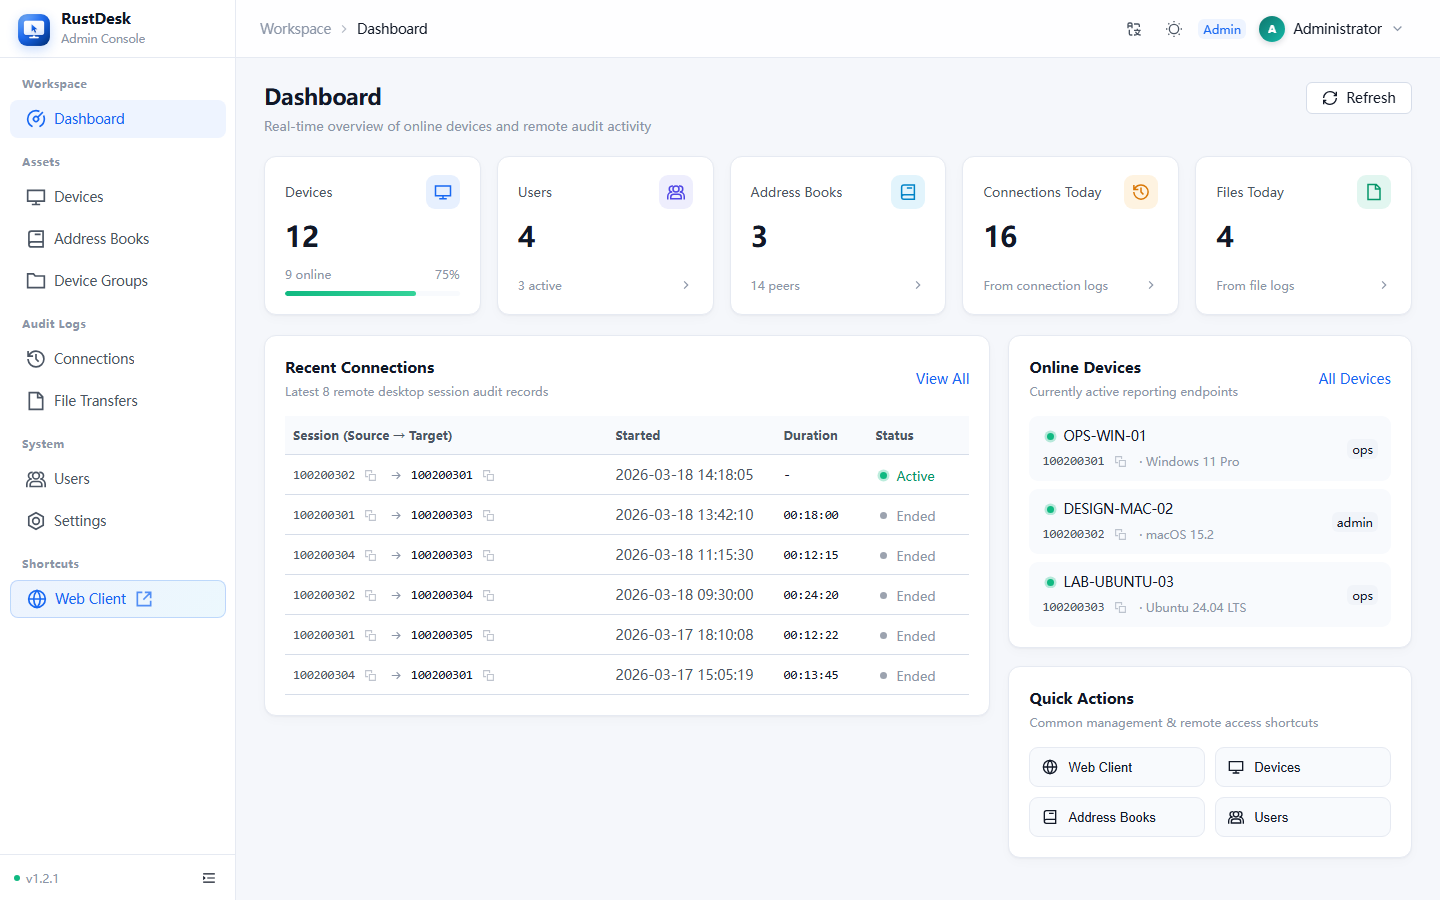 RustDesk
Admin Console
Workspace
Dashboard
Assets
Devices
Address Books
Device Groups
Audit Logs
Connections
File Transfers
System
Users
Settings
Shortcuts
Web Client
v1.2.1
Workspace > Dashboard
Admin
A Administrator
Dashboard
Real-time overview of online devices and remote audit activity
Refresh
Devices
12
9 online 75%
Users
4
3 active
Address Books
3
14 peers
Connections Today
16
From connection logs
Files Today
4
From file logs
Recent Connections
Latest 8 remote desktop session audit records
View All
Session (Source → Target) Started Duration Status
100200302 → 100200301 2026-03-18 14:18:05 - Active
100200301 → 100200303 2026-03-18 13:42:10 00:18:00 Ended
100200304 → 100200303 2026-03-18 11:15:30 00:12:15 Ended
100200302 → 100200304 2026-03-18 09:30:00 00:24:20 Ended
100200301 → 100200305 2026-03-17 18:10:08 00:12:22 Ended
100200304 → 100200301 2026-03-17 15:05:19 00:13:45 Ended
Online Devices
Currently active reporting endpoints
All Devices
OPS-WIN-01
100200301 · Windows 11 Pro
ops
DESIGN-MAC-02
100200302 · macOS 15.2
admin
LAB-UBUNTU-03
100200303 · Ubuntu 24.04 LTS
ops
Quick Actions
Common management & remote access shortcuts
Web Client
Devices
Address Books
Users